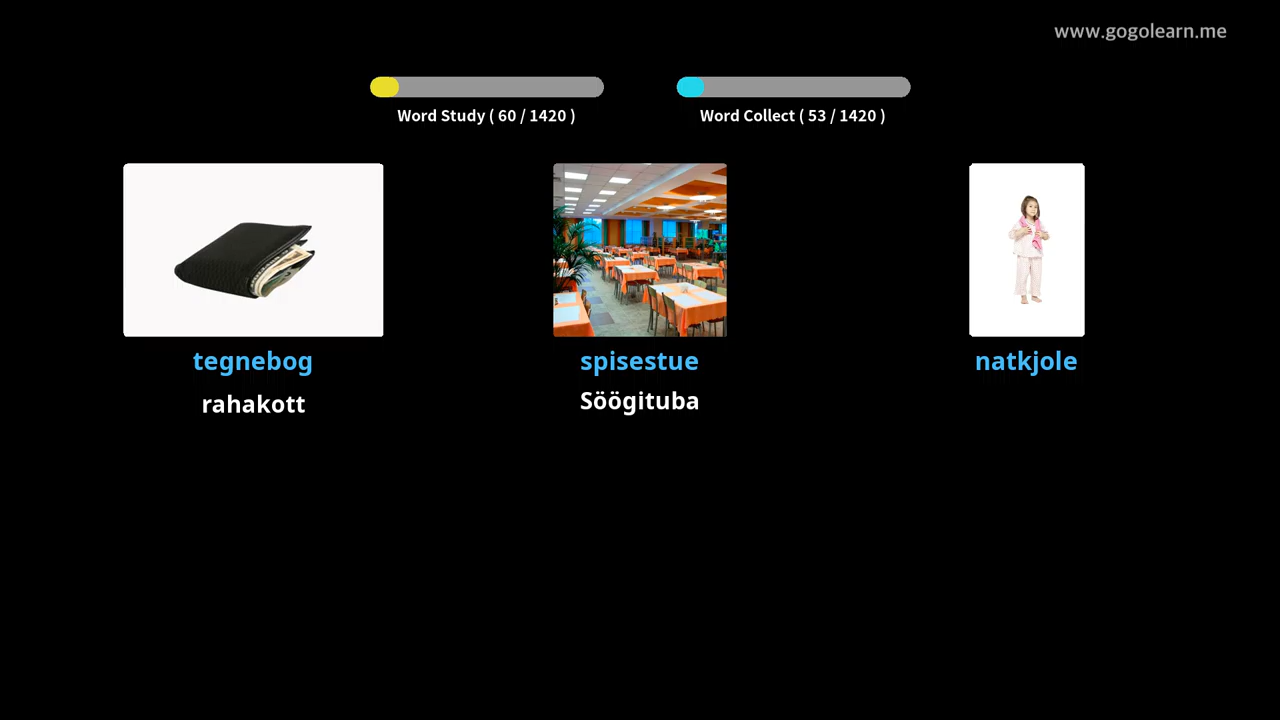 www.gogolearn.me
Word Study ( 60 / 1420 )
Word Collect ( 53 / 1420 )
tegnebog
spisestue
natkjole
rahakott
Söögituba